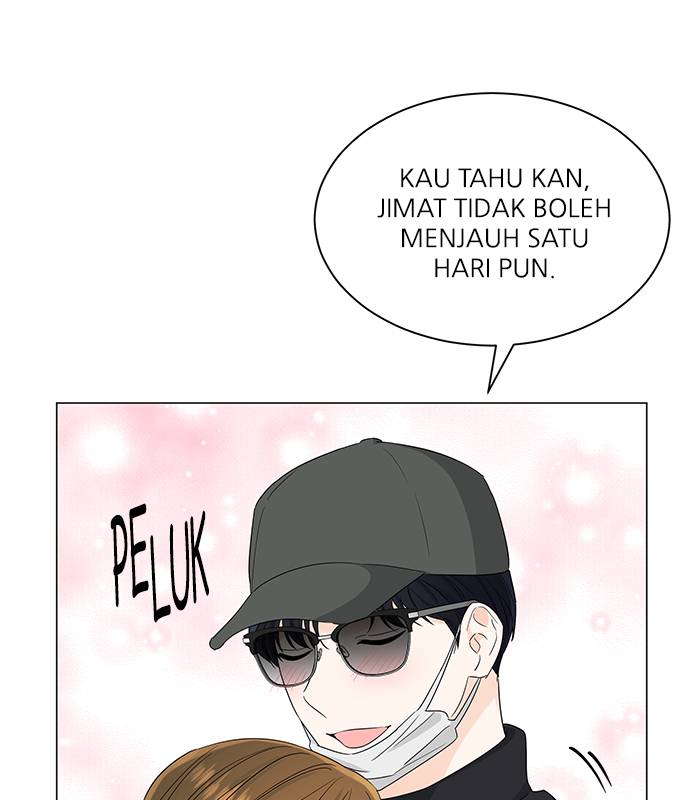 KAU TAHU KAN,
JIMAT TIDAK BOLEH
MENJAUH SATU
HARI PUN.
PELUK